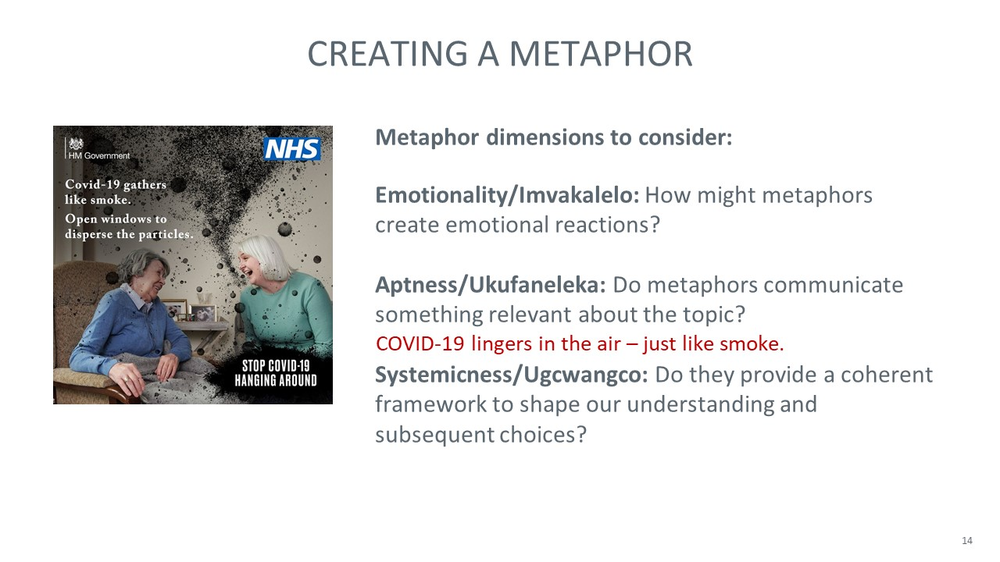 CREATING A METAPHOR
HM Government
NHS
Covid-19 gathers
like smoke.
Open windows to
disperse the particles.
STOP COVID-19
HANGING AROUND
Metaphor dimensions to consider:
Emotionality/Imvakalelo: How might metaphors
create emotional reactions?
Aptness/Ukufaneleka: Do metaphors communicate
something relevant about the topic?
COVID-19 lingers in the air – just like smoke.
Systemicness/Ugcwangco: Do they provide a coherent
framework to shape our understanding and
subsequent choices?
14